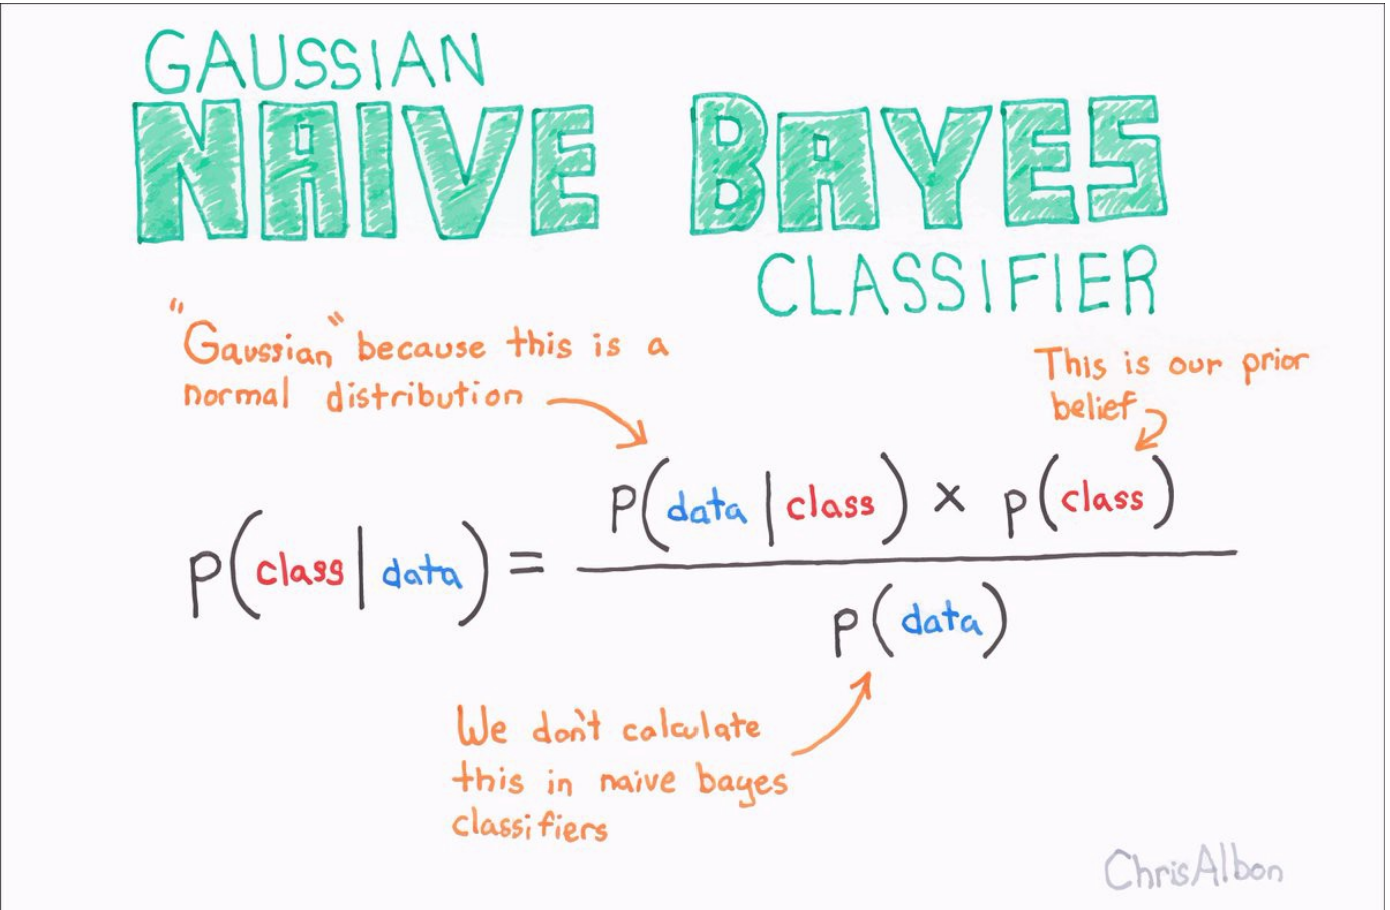 GAUSSIAN
NAIVE BAYES
CLASSIFIER
"Gaussian" because this is a
normal distribution
This is our prior
belief
P(class|data) = P(data|class) × P(class)
P(data)
We don't calculate
this in naive bayes
classifiers
ChrisAlbon